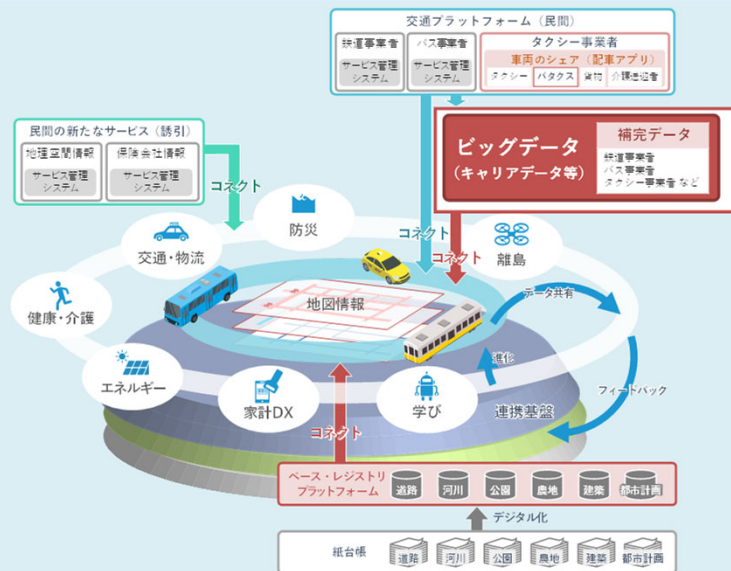 交通プラットフォーム（民間）
鉄道事業者
サービス管理
システム
バス事業者
サービス管理
システム
タクシー事業者
車両のシェア（配車アプリ）
タクシー
バタクス
貨物
介護送迎者
民間の新たなサービス（誘引）
地理空間情報
サービス管理
システム
保険会社情報
サービス管理
システム
コネクト
ビッグデータ
（キャリアデータ等）
補完データ
鉄道事業者
バス事業者
タクシー事業者 など
コネクト
コネクト
防災
交通・物流
離島
健康・介護
地図情報
データ共有
進化
エネルギー
家計DX
学び
連携基盤
フィードバック
コネクト
ベース・レジストリ
プラットフォーム
道路
河川
公園
農地
建築
都市計画
デジタル化
紙台帳
道路
河川
公園
農地
建築
都市計画